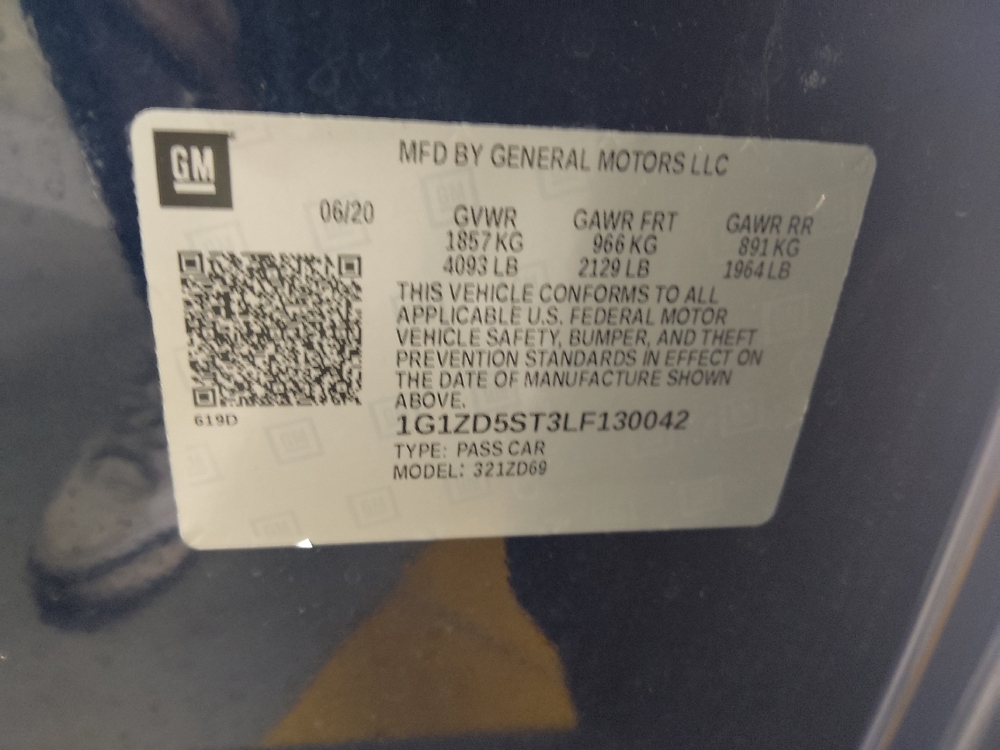 GM
MFD BY GENERAL MOTORS LLC
06/20
GVWR GAWR FRT GAWR RR
1857 KG 966 KG 891 KG
4093 LB 2129 LB 1964 LB
THIS VEHICLE CONFORMS TO ALL
APPLICABLE U.S. FEDERAL MOTOR
VEHICLE SAFETY, BUMPER, AND THEFT
PREVENTION STANDARDS IN EFFECT ON
THE DATE OF MANUFACTURE SHOWN
ABOVE.
619D
1G1ZD5ST3LF130042
TYPE: PASS CAR
MODEL: 321ZD69